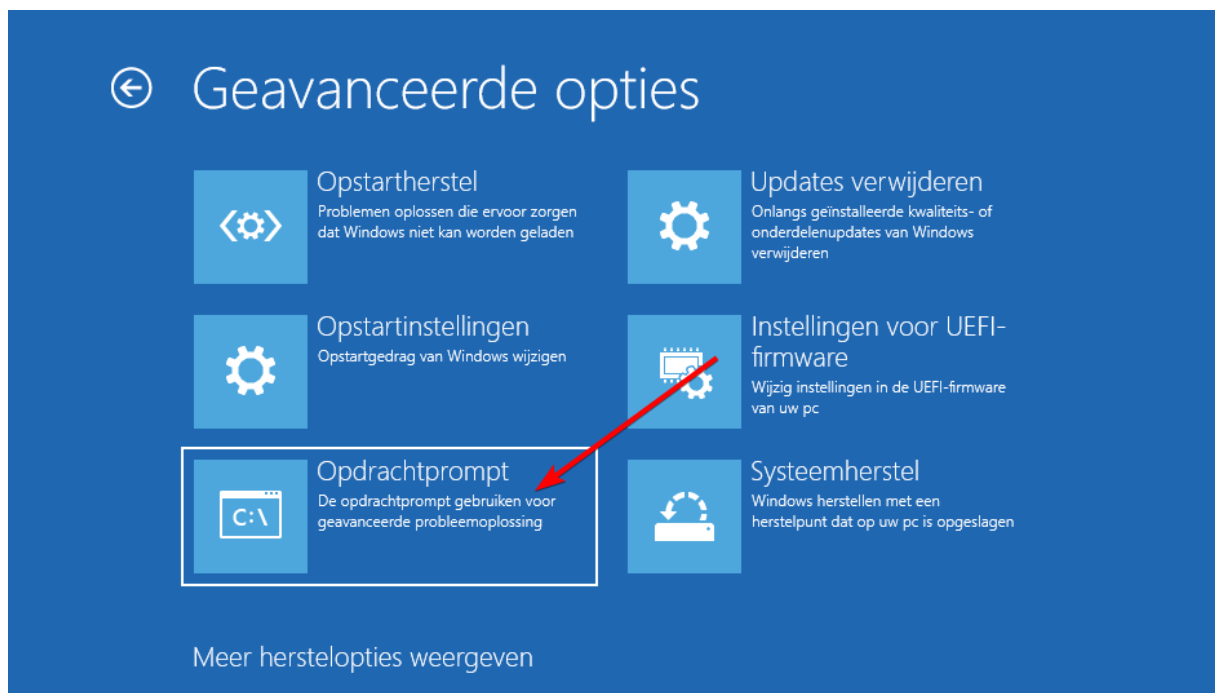 Geavanceerde opties
Opstartherstel
Problemen oplossen die ervoor zorgen
dat Windows niet kan worden geladen
Updates verwijderen
Onlangs geïnstalleerde kwaliteits- of
onderdelenupdates van Windows
verwijderen
Opstartinstellingen
Opstartgedrag van Windows wijzigen
Instellingen voor UEFI-
firmware
Wijzig instellingen in de UEFI-firmware
van uw pc
C:\
Opdrachtprompt
De opdrachtprompt gebruiken voor
geavanceerde probleemoplossing
Systeemherstel
Windows herstellen met een
herstelpunt dat op uw pc is opgeslagen
Meer herstelopties weergeven